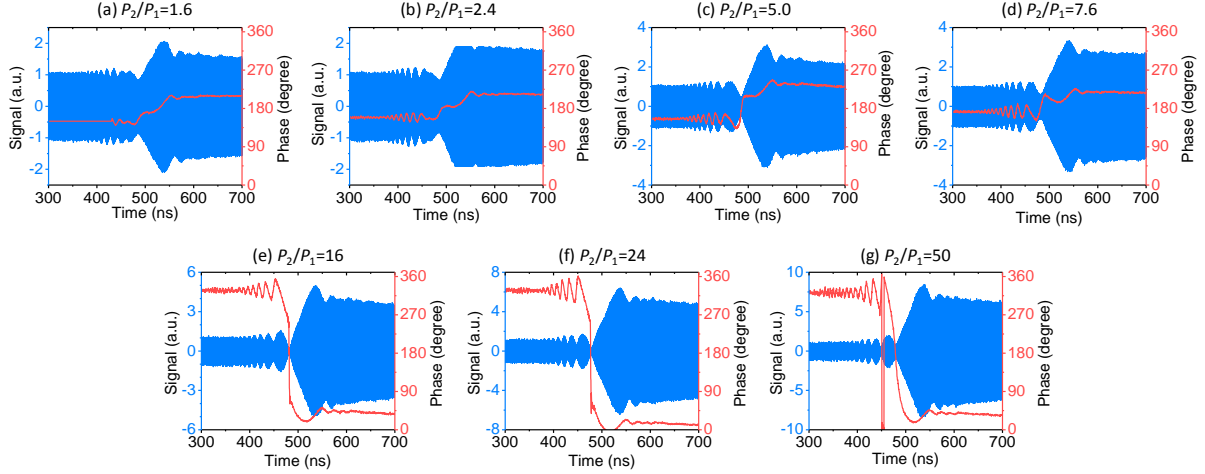 (a) P2/P1=1.6
Signal (a.u.)
2
1
0
-1
-2
360
270
180
90
0
Phase (degree)
300 400 500 600 700
Time (ns)
(b) P2/P1=2.4
Signal (a.u.)
2
1
0
-1
-2
360
270
180
90
0
Phase (degree)
300 400 500 600 700
Time (ns)
(c) P2/P1=5.0
Signal (a.u.)
4
2
0
-2
-4
360
270
180
90
0
Phase (degree)
300 400 500 600 700
Time (ns)
(d) P2/P1=7.6
Signal (a.u.)
4
2
0
-2
-4
360
270
180
90
0
Phase (degree)
300 400 500 600 700
Time (ns)
(e) P2/P1=16
Signal (a.u.)
6
3
0
-3
-6
360
270
180
90
0
Phase (degree)
300 400 500 600 700
Time (ns)
(f) P2/P1=24
Signal (a.u.)
8
4
0
-4
-8
360
270
180
90
0
Phase (degree)
300 400 500 600 700
Time (ns)
(g) P2/P1=50
Signal (a.u.)
10
5
0
-5
-10
360
270
180
90
0
Phase (degree)
300 400 500 600 700
Time (ns)